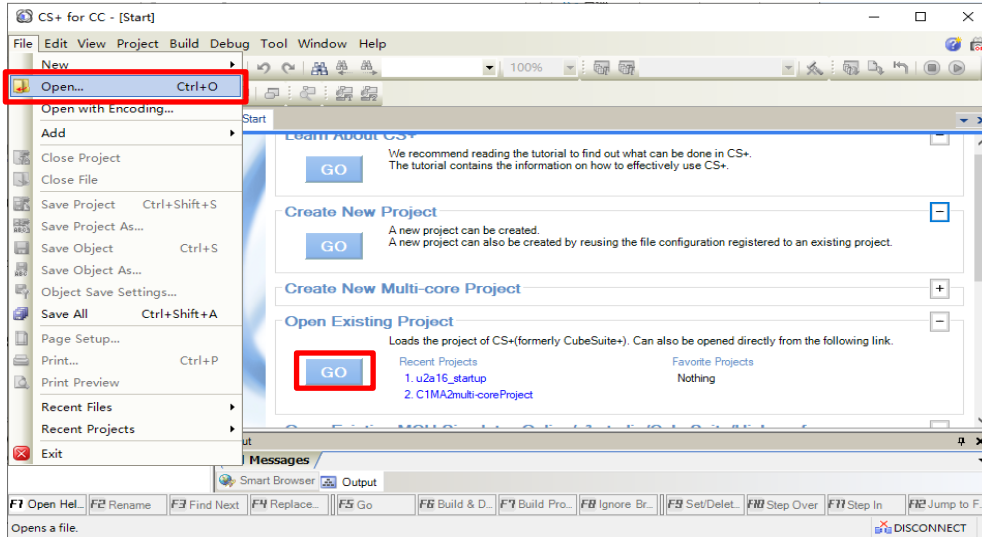 CS+ for CC - [Start]
File Edit View Project Build Debug Tool Window Help
New
100%
Open... Ctrl+O
Open with Encoding...
Add
Close Project
Close File
Save Project Ctrl+Shift+S
Save Project As...
Save Object Ctrl+S
Save Object As...
Object Save Settings...
Save All Ctrl+Shift+A
Page Setup...
Print... Ctrl+P
Print Preview
Recent Files
Recent Projects
Exit
Start
Learn About CS+
We recommend reading the tutorial to find out what can be done in CS+.
GO
The tutorial contains the information on how to effectively use CS+.
Create New Project
A new project can be created.
GO
A new project can also be created by reusing the file configuration registered to an existing project.
Create New Multi-core Project
Open Existing Project
Loads the project of CS+(formerly CubeSuite+). Can also be opened directly from the following link.
GO
Recent Projects Favorite Projects
1. u2a16_startup Nothing
2. C1MA2multi-coreProject
ut
Messages
Smart Browser Output
F1 Open Hel... F2 Rename F3 Find Next F4 Replace... F5 Go F6 Build & D... F7 Build Pro... F8 Ignore Br... F9 Set/Delet... F10 Step Over F11 Step In F12 Jump to F...
Opens a file. DISCONNECT